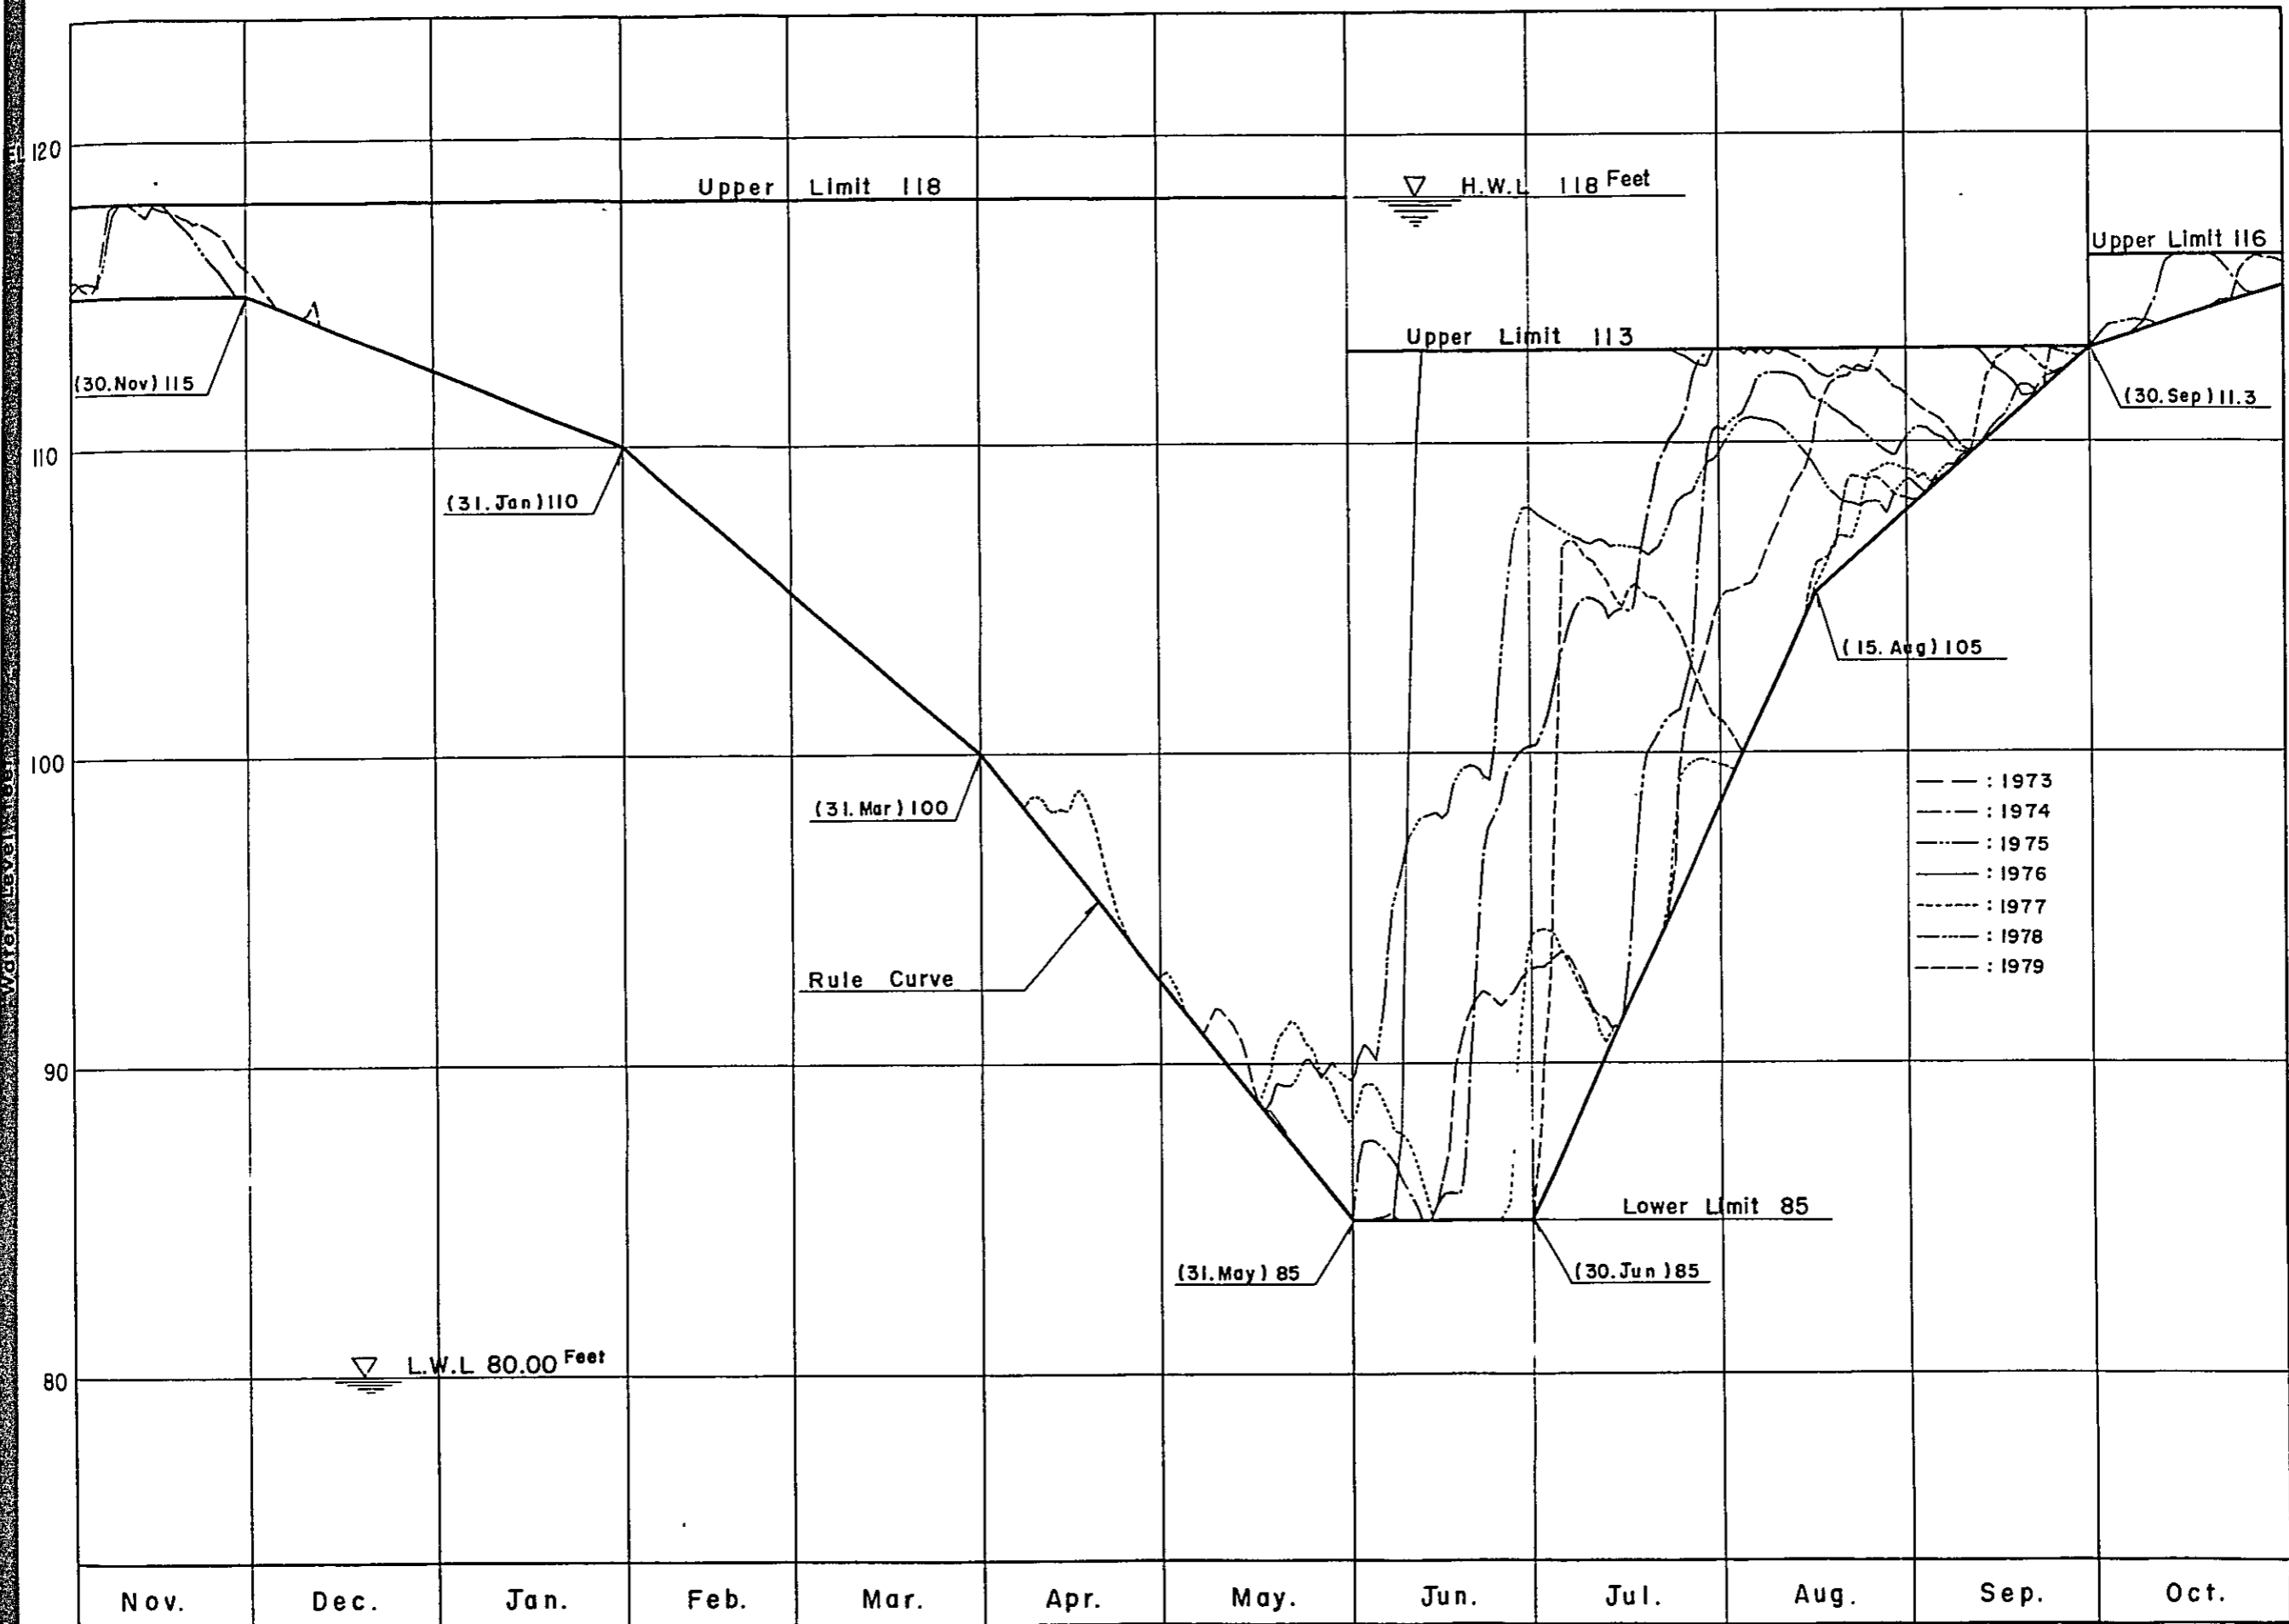 120
110
100
90
80
Upper Limit 118
H.W.L 118 Feet
Upper Limit 116
Upper Limit 113
(30.Nov) 115
(30.Sep) 11.3
(31.Jan) 110
(15.Aug) 105
(31.Mar) 100
: 1973
: 1974
: 1975
: 1976
: 1977
: 1978
: 1979
Rule Curve
Lower Limit 85
(31.May) 85
(30.Jun) 85
L.W.L 80.00 Feet
Water Level
Nov.
Dec.
Jan.
Feb.
Mar.
Apr.
May.
Jun.
Jul.
Aug.
Sep.
Oct.